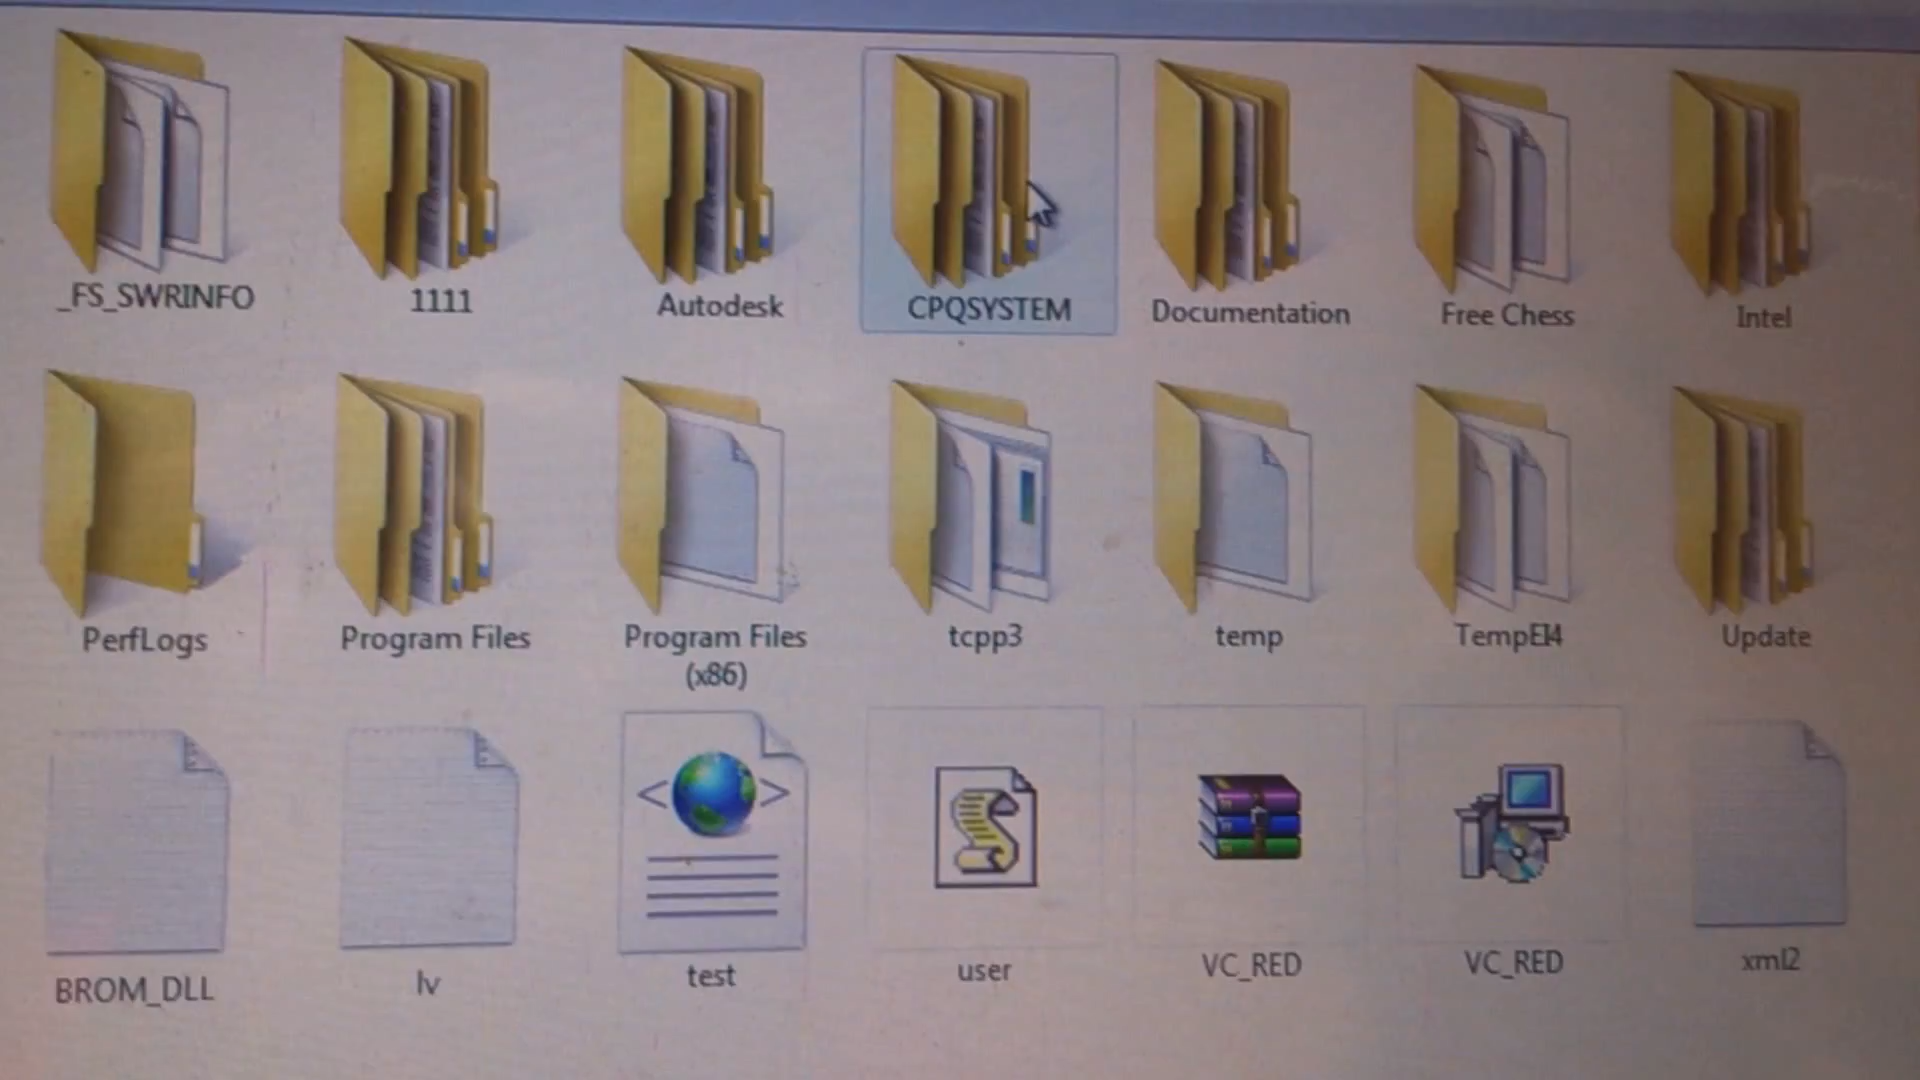 _FS_SWRINFO
1111
Autodesk
CPQSYSTEM
Documentation
Free Chess
Intel
PerfLogs
Program Files
Program Files
(x86)
tcpp3
temp
TempEI4
Update
BROM_DLL
lv
test
user
VC_RED
VC_RED
xml2